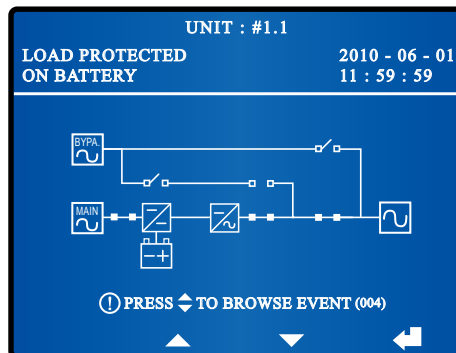 UNIT : #1.1
LOAD PROTECTED 2010 - 06 - 01
ON BATTERY 11 : 59 : 59
BYPA.
MAIN
PRESS TO BROWSE EVENT (004)